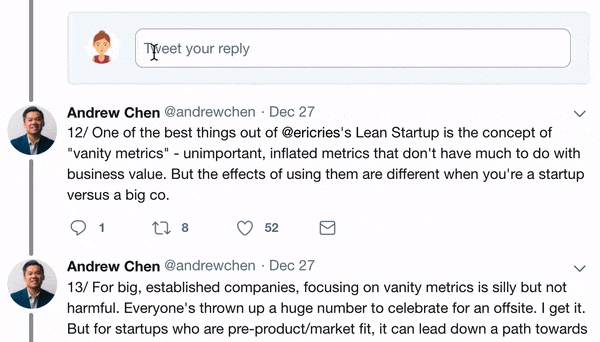 Tweet your reply
Andrew Chen @andrewchen · Dec 27
12/ One of the best things out of @ericries's Lean Startup is the concept of
"vanity metrics" - unimportant, inflated metrics that don't have much to do with
business value. But the effects of using them are different when you're a startup
versus a big co.
1 8 52
Andrew Chen @andrewchen · Dec 27
13/ For big, established companies, focusing on vanity metrics is silly but not
harmful. Everyone's thrown up a huge number to celebrate for an offsite. I get it.
But for startups who are pre-product/market fit, it can lead down a path towards